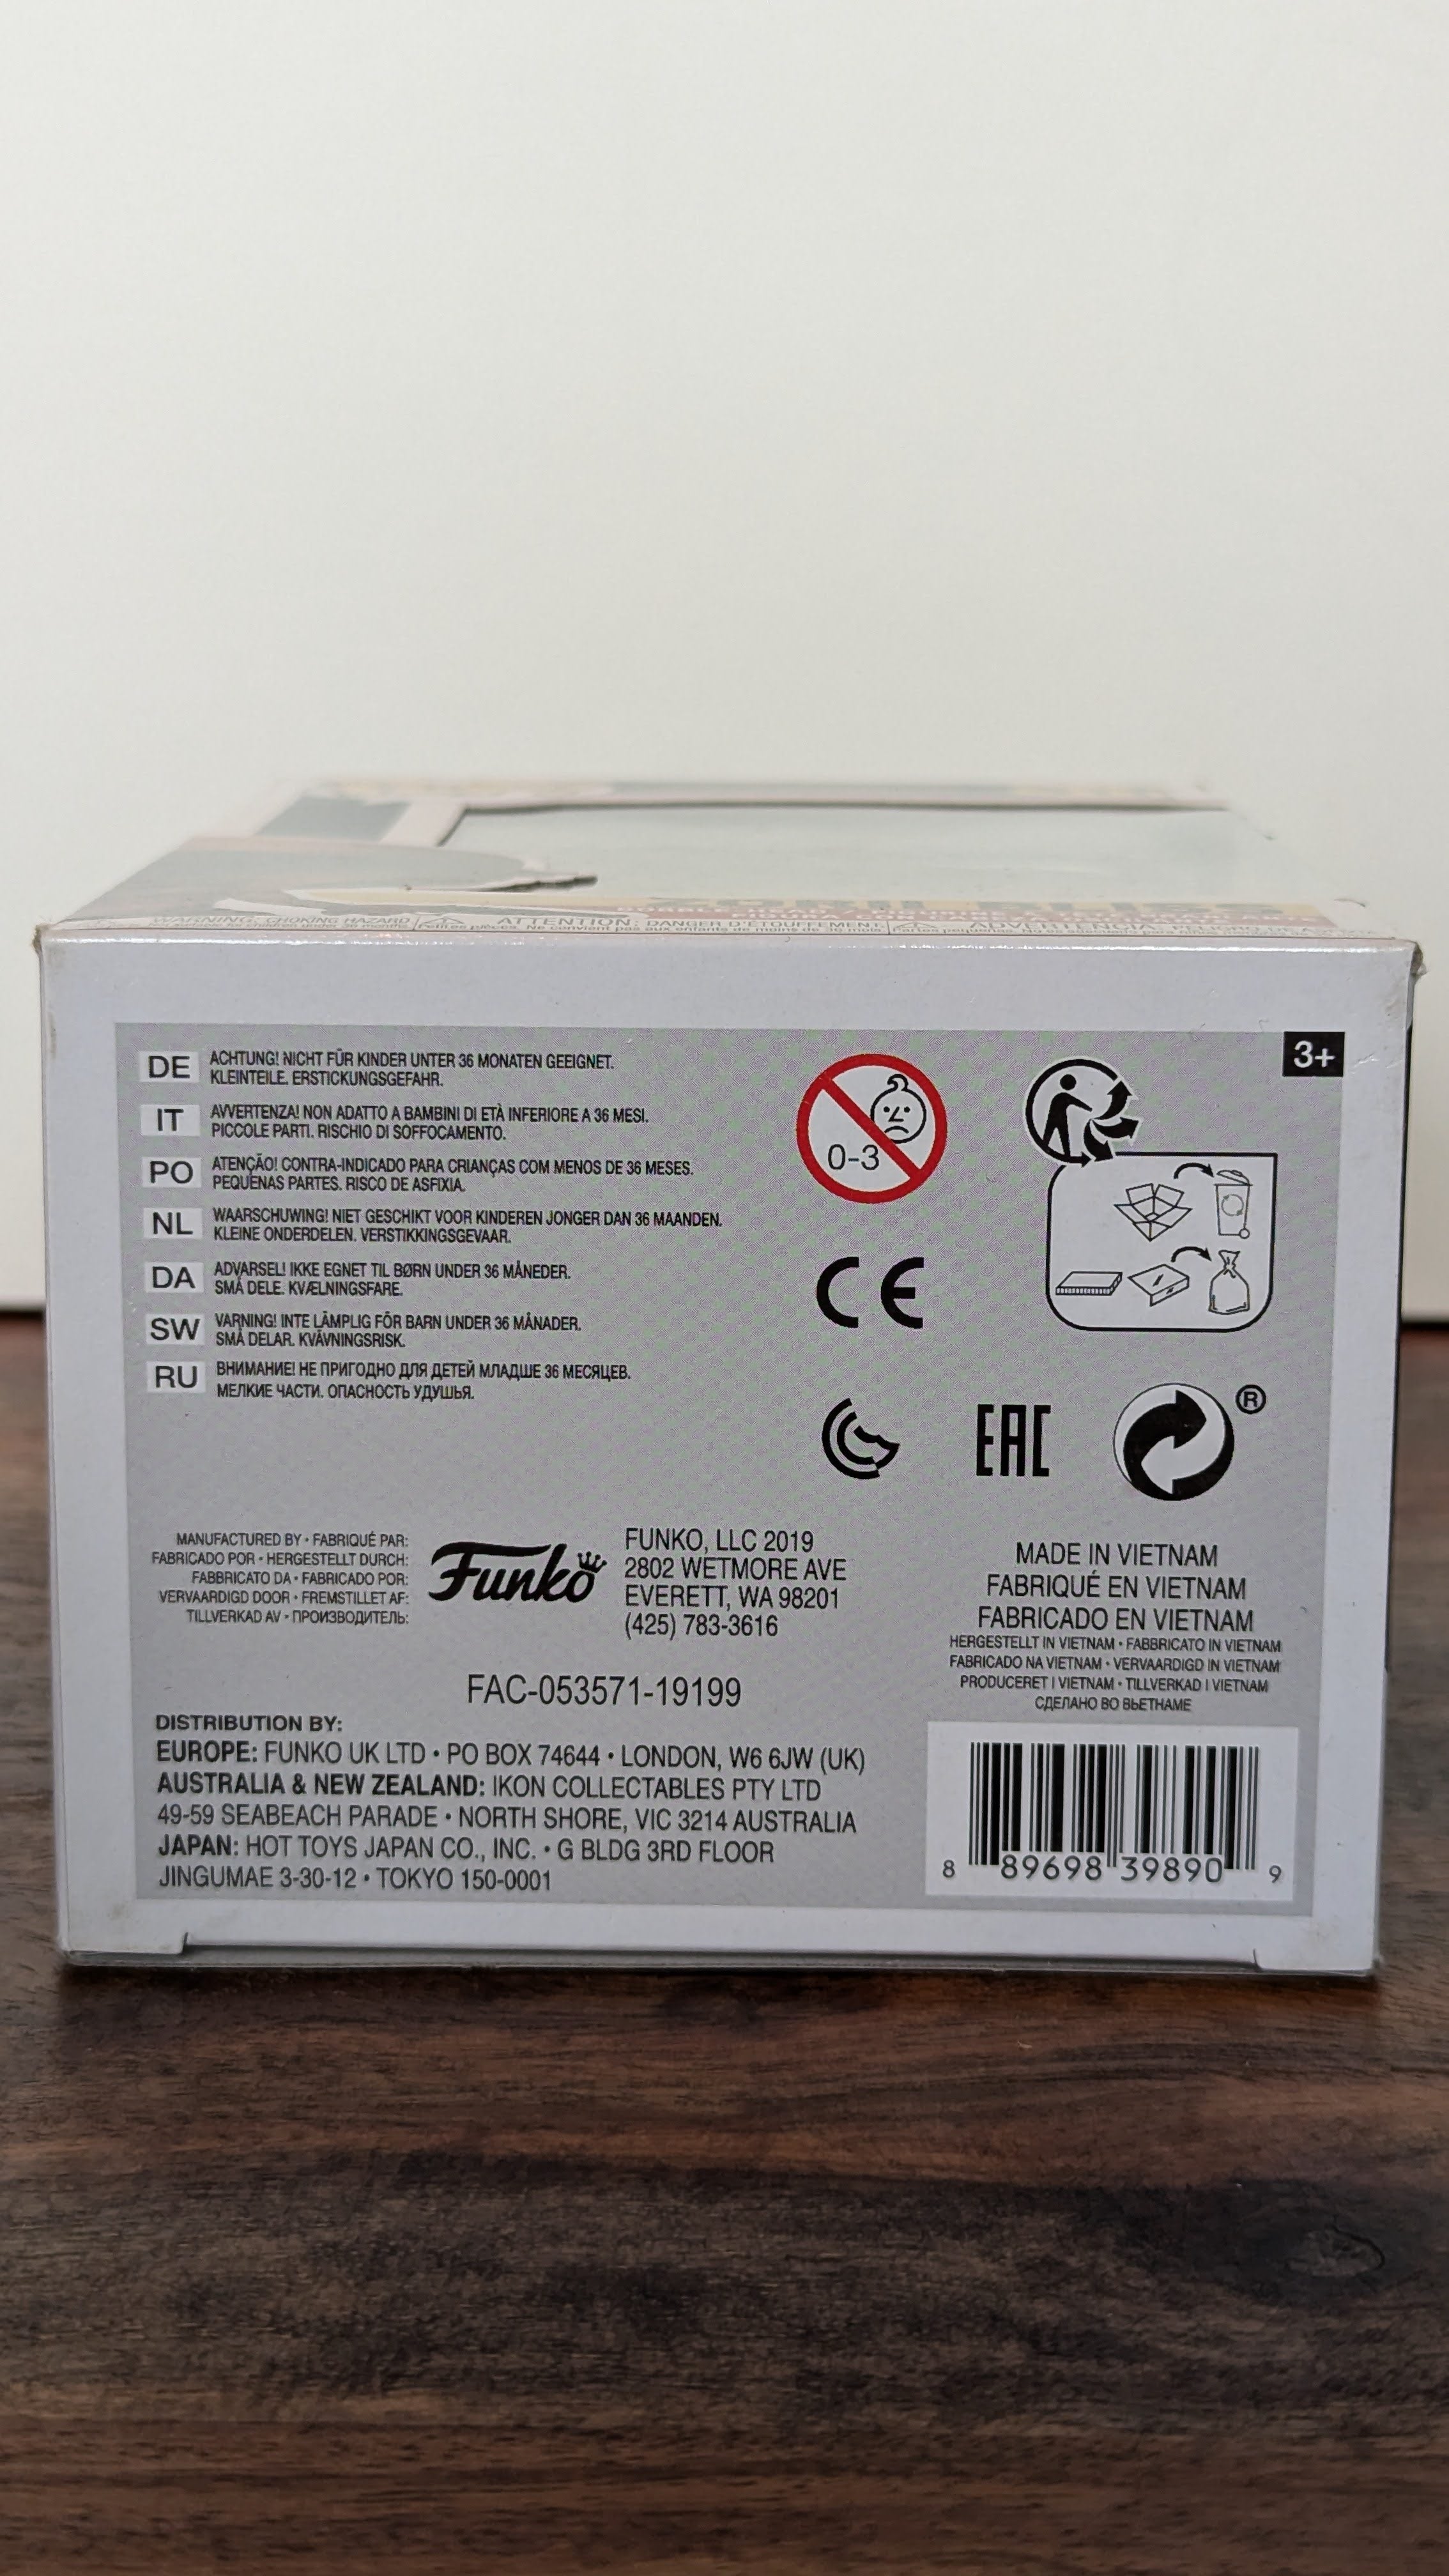 WARNING: CHOKING HAZARD
ATTENTION: DANGER D'ÉTOUFFEMENT
ADVERTENCIA:
3+
DE ACHTUNG! NICHT FÜR KINDER UNTER 36 MONATEN GEEIGNET.
KLEINTEILE. ERSTICKUNGSGEFAHR.
IT AVVERTENZA! NON ADATTO A BAMBINI DI ETÀ INFERIORE A 36 MESI.
PICCOLE PARTI. RISCHIO DI SOFFOCAMENTO.
PO ATENÇÃO! CONTRA-INDICADO PARA CRIANÇAS COM MENOS DE 36 MESES.
PEQUENAS PARTES. RISCO DE ASFIXIA.
NL WAARSCHUWING! NIET GESCHIKT VOOR KINDEREN JONGER DAN 36 MAANDEN.
KLEINE ONDERDELEN. VERSTIKKINGSGEVAAR.
DA ADVARSEL! IKKE EGNET TIL BØRN UNDER 36 MÅNEDER.
SMÅ DELE. KVÆLNINGSFARE.
SW VARNING! INTE LÄMPLIG FÖR BARN UNDER 36 MÅNADER.
SMÅ DELAR. KVÄVNINGSRISK.
RU ВНИМАНИЕ! НЕ ПРИГОДНО ДЛЯ ДЕТЕЙ МЛАДШЕ 36 МЕСЯЦЕВ.
МЕЛКИЕ ЧАСТИ. ОПАСНОСТЬ УДУШЬЯ.
0-3
CE
EAC
®
MANUFACTURED BY • FABRIQUÉ PAR:
FABRICADO POR • HERGESTELLT DURCH:
FABBRICATO DA • FABRICADO POR:
VERVAARDIGD DOOR • FREMSTILLET AF:
TILLVERKAD AV • ПРОИЗВОДИТЕЛЬ:
Funko
FUNKO, LLC 2019
2802 WETMORE AVE
EVERETT, WA 98201
(425) 783-3616
MADE IN VIETNAM
FABRIQUÉ EN VIETNAM
FABRICADO EN VIETNAM
HERGESTELLT IN VIETNAM • FABBRICATO IN VIETNAM
FABRICADO NA VIETNAM • VERVAARDIGD IN VIETNAM
PRODUCERET I VIETNAM • TILLVERKAD I VIETNAM
СДЕЛАНО ВО ВЬЕТНАМЕ
FAC-053571-19199
DISTRIBUTION BY:
EUROPE: FUNKO UK LTD • PO BOX 74644 • LONDON, W6 6JW (UK)
AUSTRALIA & NEW ZEALAND: IKON COLLECTABLES PTY LTD
49-59 SEABEACH PARADE • NORTH SHORE, VIC 3214 AUSTRALIA
JAPAN: HOT TOYS JAPAN CO., INC. • G BLDG 3RD FLOOR
JINGUMAE 3-30-12 • TOKYO 150-0001
8 89698 39890 9